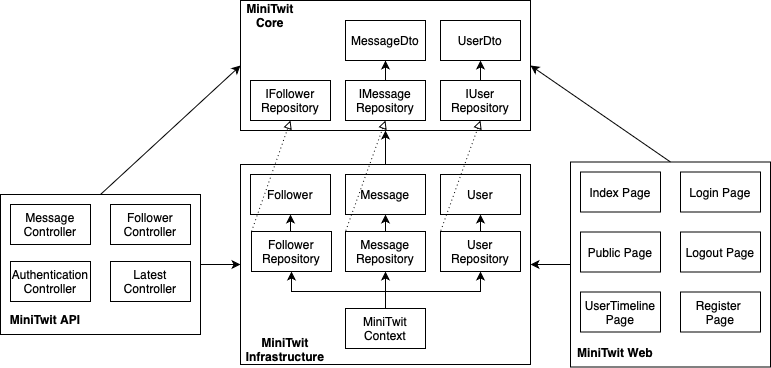 MiniTwit
Core
MessageDto
UserDto
IFollower
Repository
IMessage
Repository
IUser
Repository
Follower
Message
User
Follower
Repository
Message
Repository
User
Repository
MiniTwit
Context
MiniTwit
Infrastructure
Message
Controller
Follower
Controller
Authentication
Controller
Latest
Controller
MiniTwit API
Index Page
Login Page
Public Page
Logout Page
UserTimeline
Page
Register
Page
MiniTwit Web